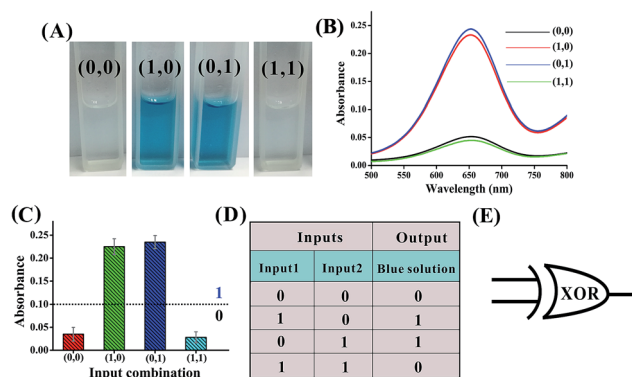 (A)
(0,0) (1,0) (0,1) (1,1)
(B)
Absorbance
0.25
0.20
0.15
0.10
0.05
0.00
500 550 600 650 700 750 800
Wavelength (nm)
(0,0)
(1,0)
(0,1)
(1,1)
(C)
Absorbance
0.25
0.20
0.15
0.10
0.05
0.00
1
0
(0,0) (1,0) (0,1) (1,1)
Input combination
(D)
Inputs Output
Input1 Input2 Blue solution
0 0 0
1 0 1
0 1 1
1 1 0
(E)
XOR